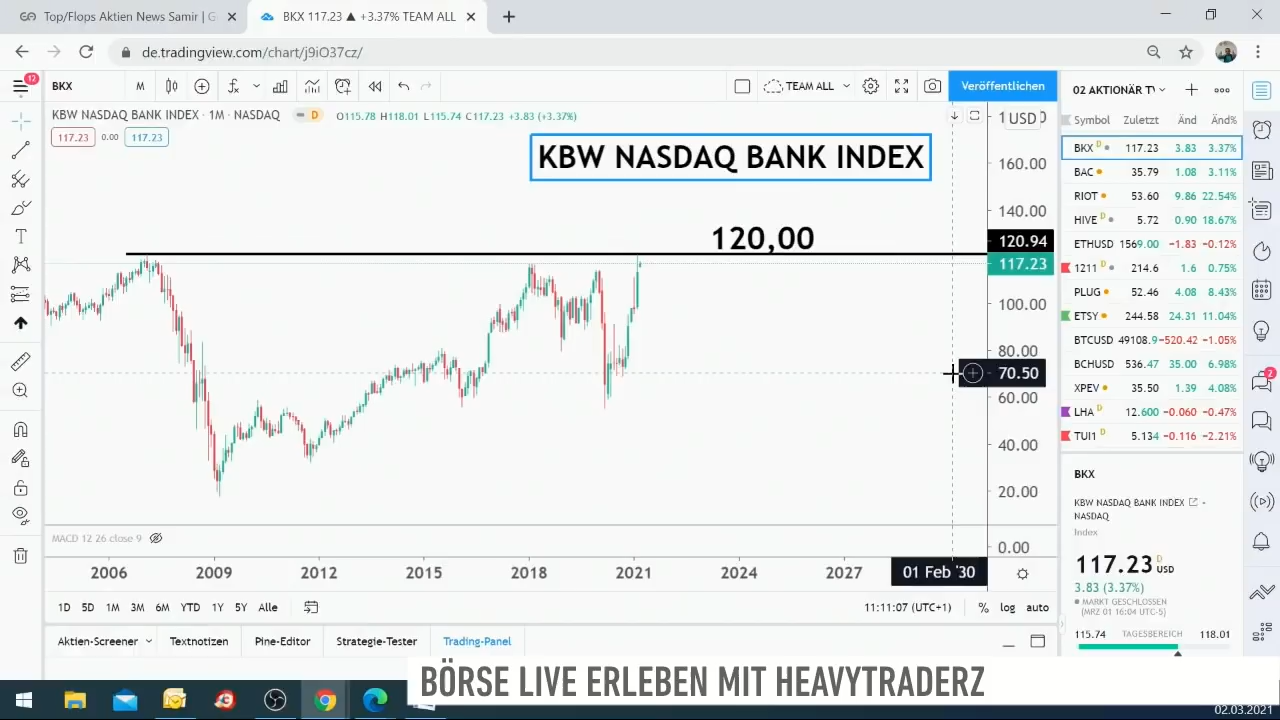 Top/Flops Aktien News Samir | G
BKX 117.23 ▲ +3.37% TEAM ALL
de.tradingview.com/chart/j9iO37cz/
12
BKX
M
TEAM ALL
Veröffentlichen
02 AKTIONÄR TV
KBW NASDAQ BANK INDEX · 1M · NASDAQ
D
O115.78 H118.01 L115.74 C117.23 +3.83 (+3.37%)
117.23 0.00 117.23
USD
KBW NASDAQ BANK INDEX
120,00
160.00
140.00
120.94
117.23
100.00
80.00
70.50
60.00
40.00
20.00
0.00
Symbol Zuletzt Änd Änd%
BKX D 117.23 3.83 3.37%
BAC 35.79 1.08 3.11%
RIOT 53.60 9.86 22.54%
HIVE D 5.72 0.90 18.67%
ETHUSD 1569.00 −1.83 −0.12%
1211 D 214.6 1.6 0.75%
PLUG 52.46 4.08 8.43%
ETSY 244.58 24.31 11.04%
BTCUSD 49108.9 −520.42 −1.05%
BCHUSD 536.47 35.00 6.98%
XPEV 35.50 1.39 4.08%
LHA D 12.600 −0.060 −0.47%
TUI1 D 5.134 −0.116 −2.21%
2
BKX
KBW NASDAQ BANK INDEX -
NASDAQ
Index
117.23 D USD
3.83 (3.37%)
MARKT GESCHLOSSEN
(MRZ 01 16:04 UTC-5)
115.74 TAGESBEREICH 118.01
MACD 12 26 close 9
2006 2009 2012 2015 2018 2021 2024 2027 01 Feb '30
1D 5D 1M 3M 6M YTD 1Y 5Y Alle
11:11:07 (UTC+1) % log auto
Aktien-Screener Textnotizen Pine-Editor Strategie-Tester Trading-Panel
BÖRSE LIVE ERLEBEN MIT HEAVYTRADERZ
02.03.2021